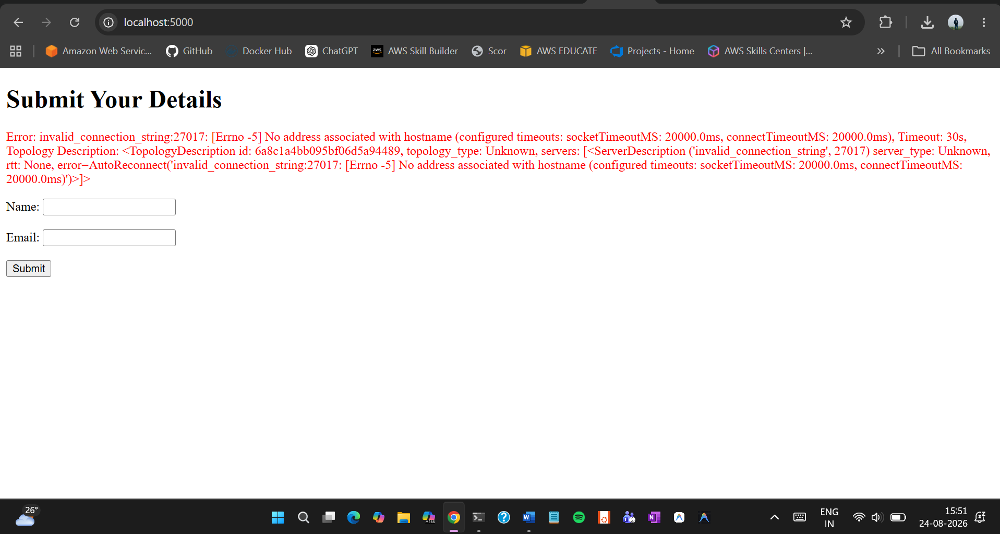 localhost:5000
Amazon Web Servic...
GitHub
Docker Hub
ChatGPT
aws
AWS Skill Builder
Scor
AWS EDUCATE
Projects - Home
AWS Skills Centers |...
All Bookmarks
Submit Your Details
Error: invalid_connection_string:27017: [Errno -5] No address associated with hostname (configured timeouts: socketTimeoutMS: 20000.0ms, connectTimeoutMS: 20000.0ms), Timeout: 30s,
Topology Description: <TopologyDescription id: 6a8c1a4bb095bf06d5a94489, topology_type: Unknown, servers: [<ServerDescription ('invalid_connection_string', 27017) server_type: Unknown,
rtt: None, error=AutoReconnect('invalid_connection_string:27017: [Errno -5] No address associated with hostname (configured timeouts: socketTimeoutMS: 20000.0ms, connectTimeoutMS:
20000.0ms)')>]>
Name:
Email:
Submit
26°
M365
W
T
N
ENG
IN
15:51
24-08-2026